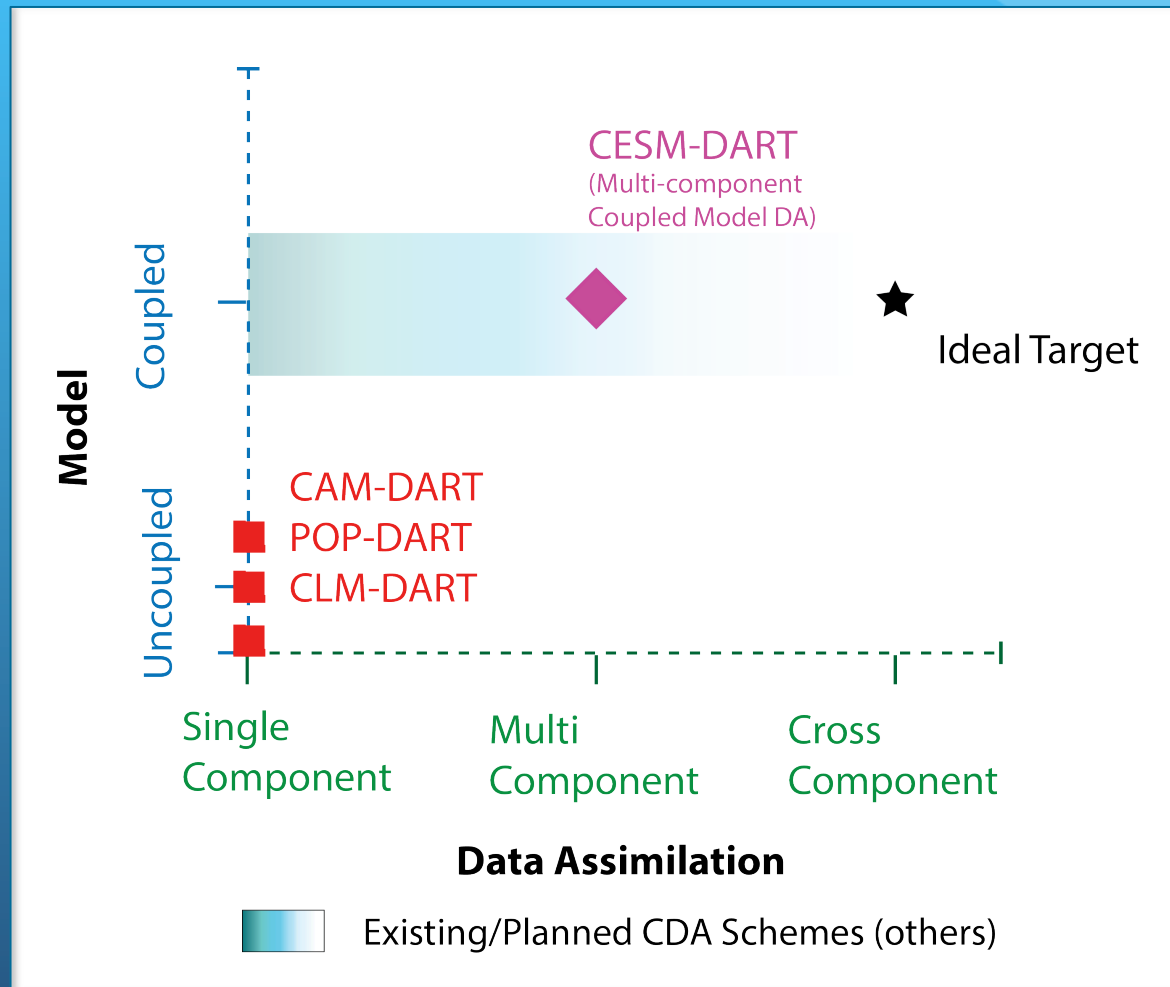 CESM-DART
(Multi-component
Coupled Model DA)
Coupled
Ideal Target
Model
CAM-DART
POP-DART
CLM-DART
Uncoupled
Single
Component
Multi
Component
Cross
Component
Data Assimilation
Existing/Planned CDA Schemes (others)